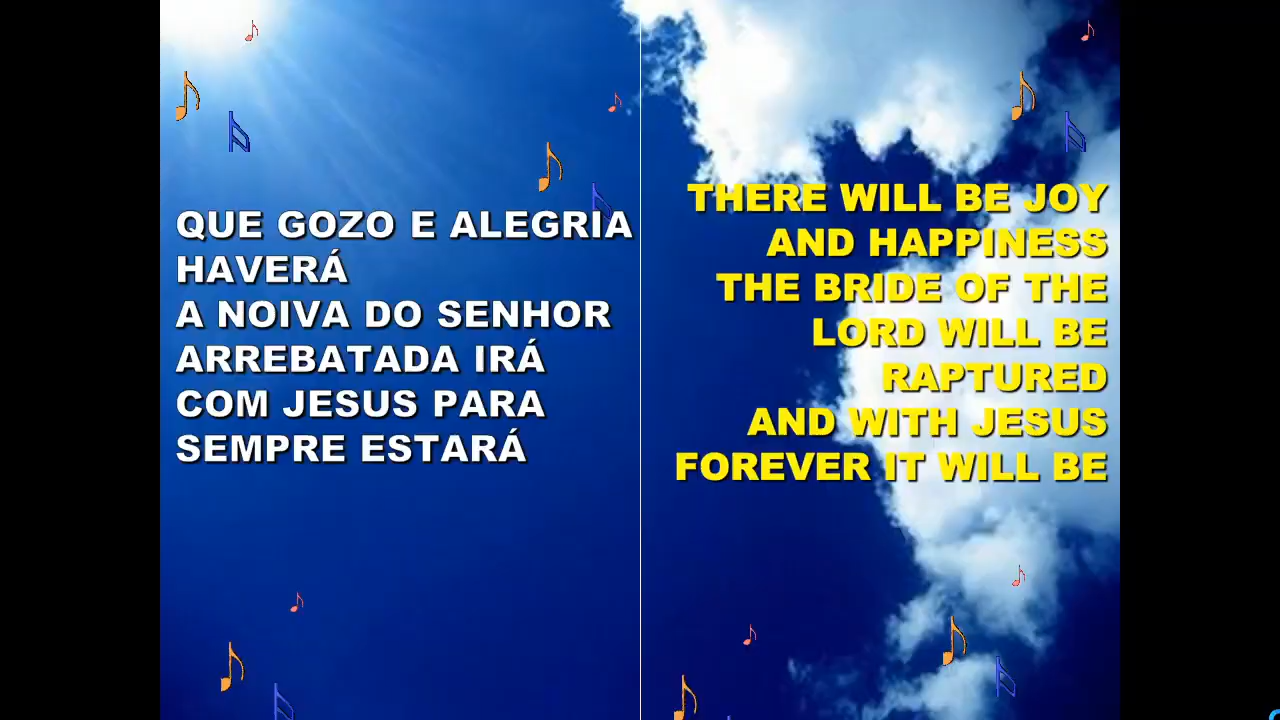 QUE GOZO E ALEGRIA
HAVERÁ
A NOIVA DO SENHOR
ARREBATADA IRÁ
COM JESUS PARA
SEMPRE ESTARÁ
THERE WILL BE JOY
AND HAPPINESS
THE BRIDE OF THE
LORD WILL BE
RAPTURED
AND WITH JESUS
FOREVER IT WILL BE